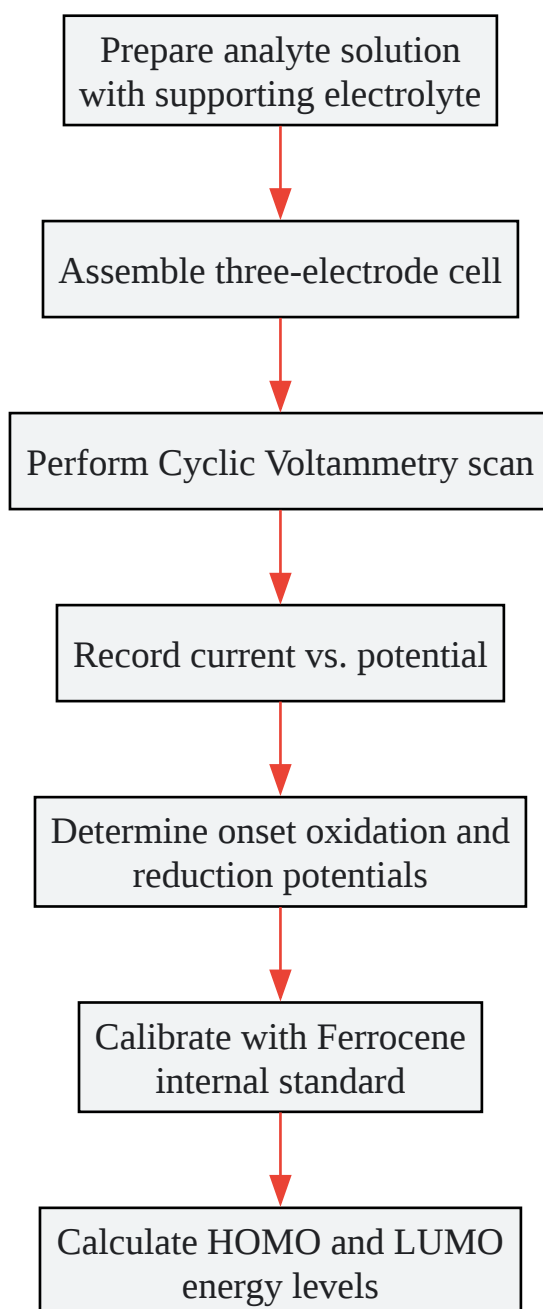 Prepare analyte solution
with supporting electrolyte
Assemble three-electrode cell
Perform Cyclic Voltammetry scan
Record current vs. potential
Determine onset oxidation and
reduction potentials
Calibrate with Ferrocene
internal standard
Calculate HOMO and LUMO
energy levels